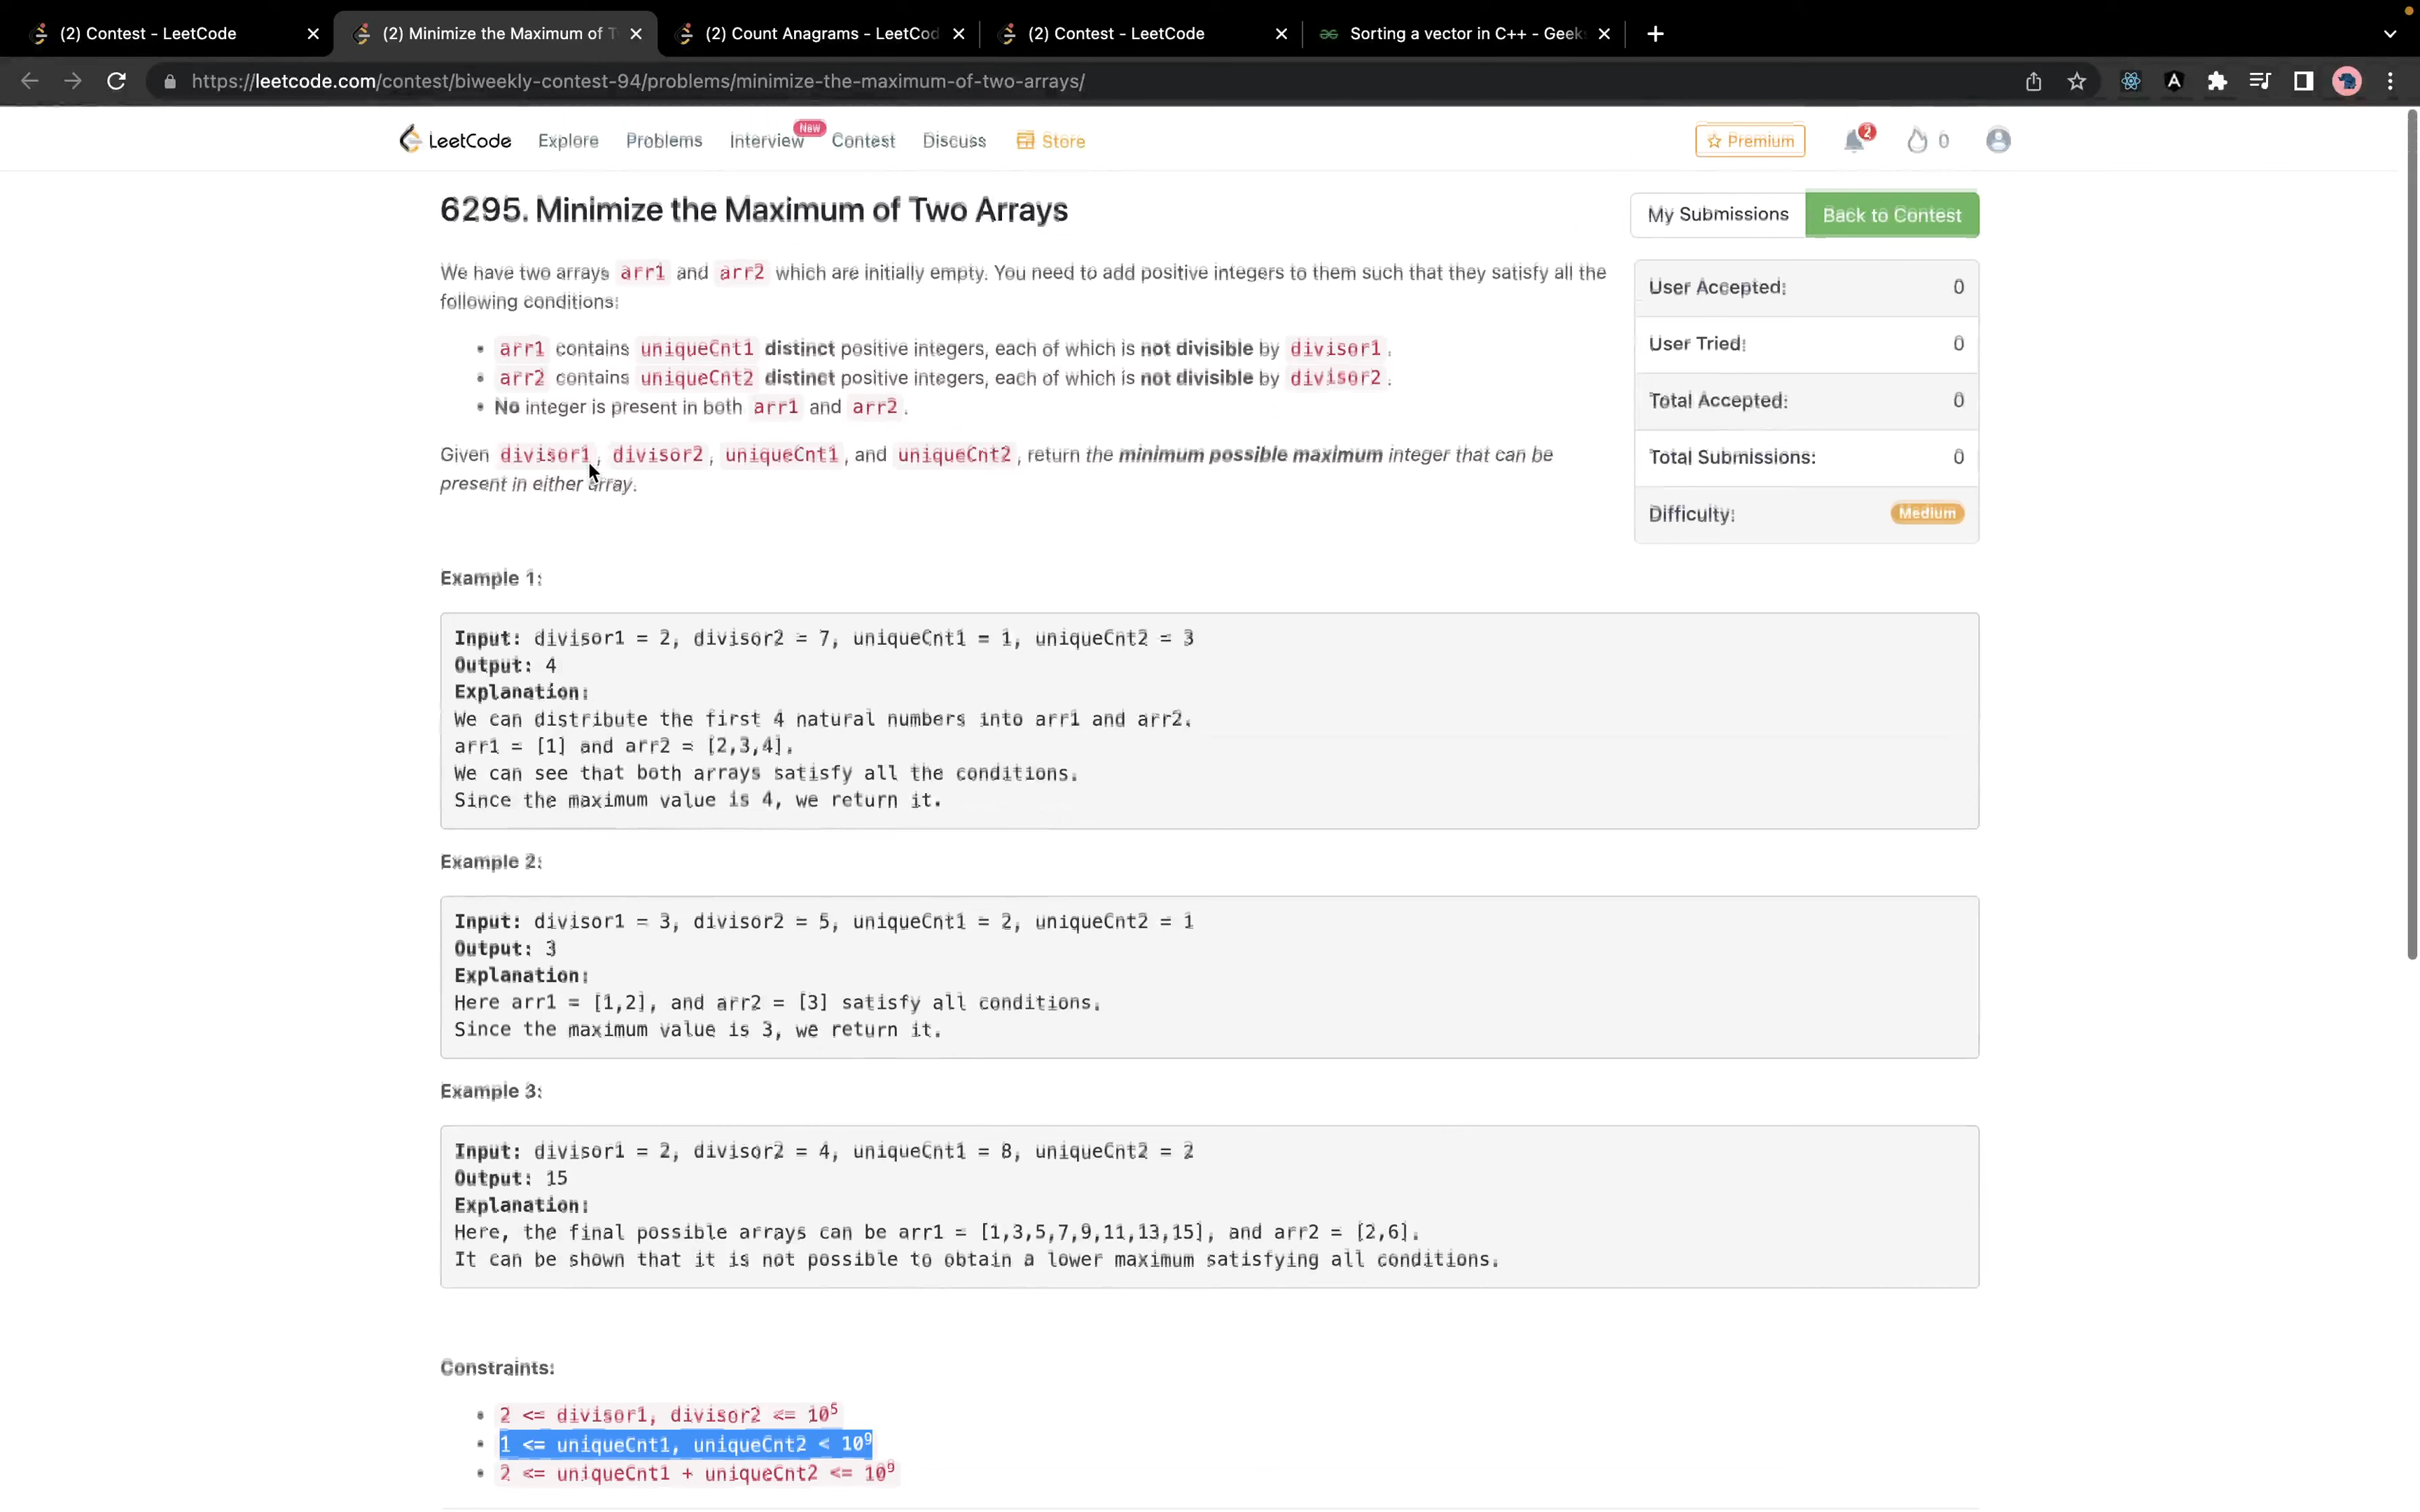 (2) Contest - LeetCode
(2) Minimize the Maximum of T
(2) Count Anagrams - LeetCod
(2) Contest - LeetCode
Sorting a vector in C++ - Geeks
https://leetcode.com/contest/biweekly-contest-94/problems/minimize-the-maximum-of-two-arrays/
LeetCode Explore Problems Interview New Contest Discuss Store Premium 2 0
6295. Minimize the Maximum of Two Arrays
My Submissions Back to Contest
We have two arrays arr1 and arr2 which are initially empty. You need to add positive integers to them such that they satisfy all the
following conditions:
• arr1 contains uniqueCnt1 distinct positive integers, each of which is not divisible by divisor1.
• arr2 contains uniqueCnt2 distinct positive integers, each of which is not divisible by divisor2.
• No integer is present in both arr1 and arr2.
Given divisor1, divisor2, uniqueCnt1, and uniqueCnt2, return the minimum possible maximum integer that can be
present in either array.
User Accepted: 0
User Tried: 0
Total Accepted: 0
Total Submissions: 0
Difficulty: Medium
Example 1:
Input: divisor1 = 2, divisor2 = 7, uniqueCnt1 = 1, uniqueCnt2 = 3
Output: 4
Explanation:
We can distribute the first 4 natural numbers into arr1 and arr2.
arr1 = [1] and arr2 = [2,3,4].
We can see that both arrays satisfy all the conditions.
Since the maximum value is 4, we return it.
Example 2:
Input: divisor1 = 3, divisor2 = 5, uniqueCnt1 = 2, uniqueCnt2 = 1
Output: 3
Explanation:
Here arr1 = [1,2], and arr2 = [3] satisfy all conditions.
Since the maximum value is 3, we return it.
Example 3:
Input: divisor1 = 2, divisor2 = 4, uniqueCnt1 = 8, uniqueCnt2 = 2
Output: 15
Explanation:
Here, the final possible arrays can be arr1 = [1,3,5,7,9,11,13,15], and arr2 = [2,6].
It can be shown that it is not possible to obtain a lower maximum satisfying all conditions.
Constraints:
• 2 <= divisor1, divisor2 <= 10⁵
• 1 <= uniqueCnt1, uniqueCnt2 < 10⁹
• 2 <= uniqueCnt1 + uniqueCnt2 <= 10⁹